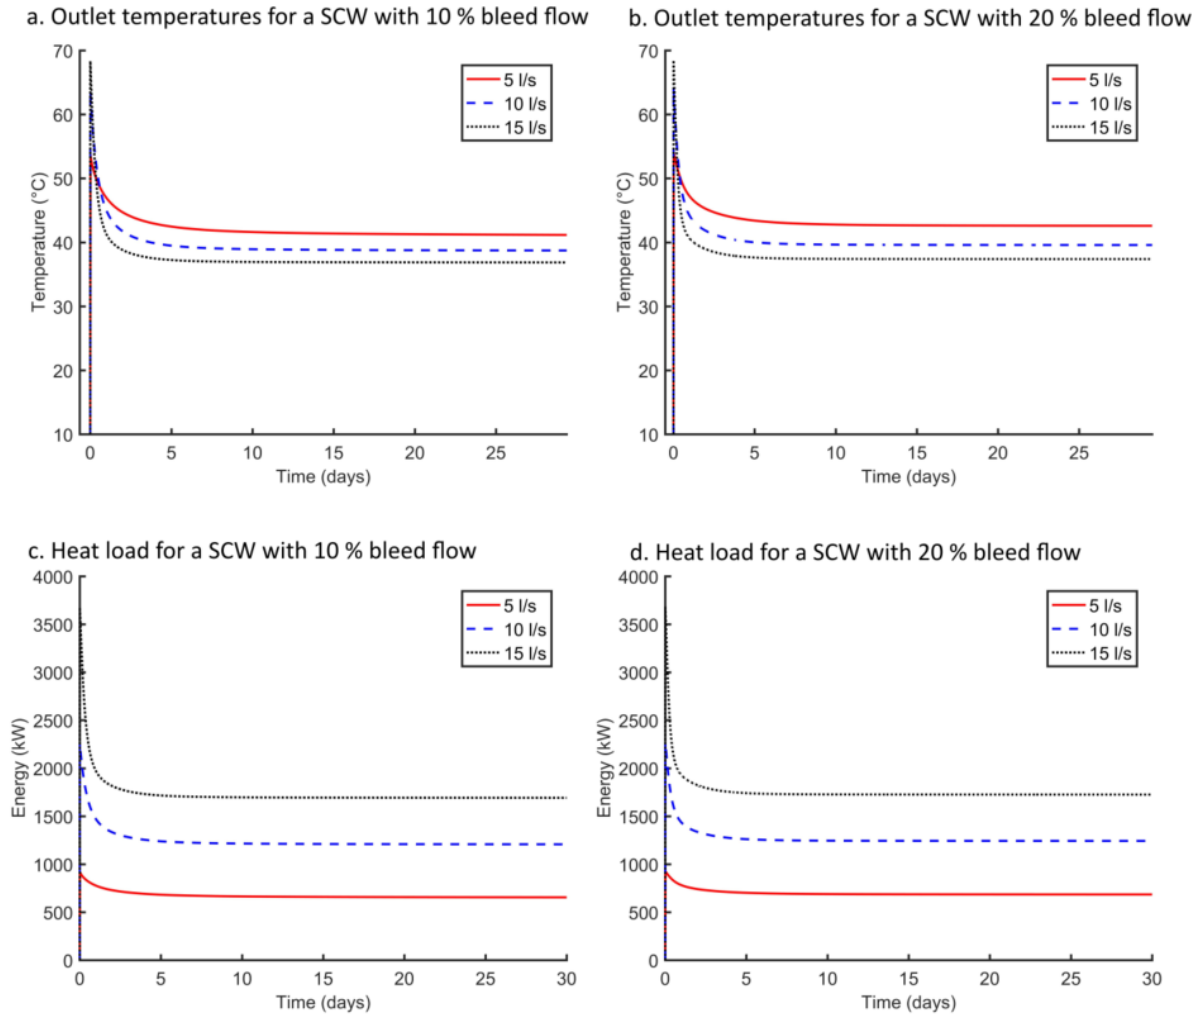 a. Outlet temperatures for a SCW with 10 % bleed flow
70
60
50
40
30
20
10
Temperature (°C)
5 l/s
10 l/s
15 l/s
0 5 10 15 20 25
Time (days)
b. Outlet temperatures for a SCW with 20 % bleed flow
70
60
50
40
30
20
10
Temperature (°C)
5 l/s
10 l/s
15 l/s
0 5 10 15 20 25
Time (days)
c. Heat load for a SCW with 10 % bleed flow
4000
3500
3000
2500
2000
1500
1000
500
0
Energy (kW)
5 l/s
10 l/s
15 l/s
0 5 10 15 20 25 30
Time (days)
d. Heat load for a SCW with 20 % bleed flow
4000
3500
3000
2500
2000
1500
1000
500
0
Energy (kW)
5 l/s
10 l/s
15 l/s
0 5 10 15 20 25 30
Time (days)